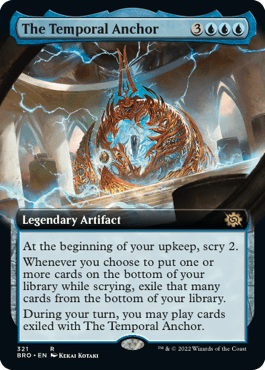 The Temporal Anchor 3
Legendary Artifact
At the beginning of your upkeep, scry 2.
Whenever you choose to put one or
more cards on the bottom of your
library while scrying, exile that many
cards from the bottom of your library.
During your turn, you may play cards
exiled with The Temporal Anchor.
321 R
BRO • EN KEKAI KOTAKI
™ & © 2022 Wizards of the Coast